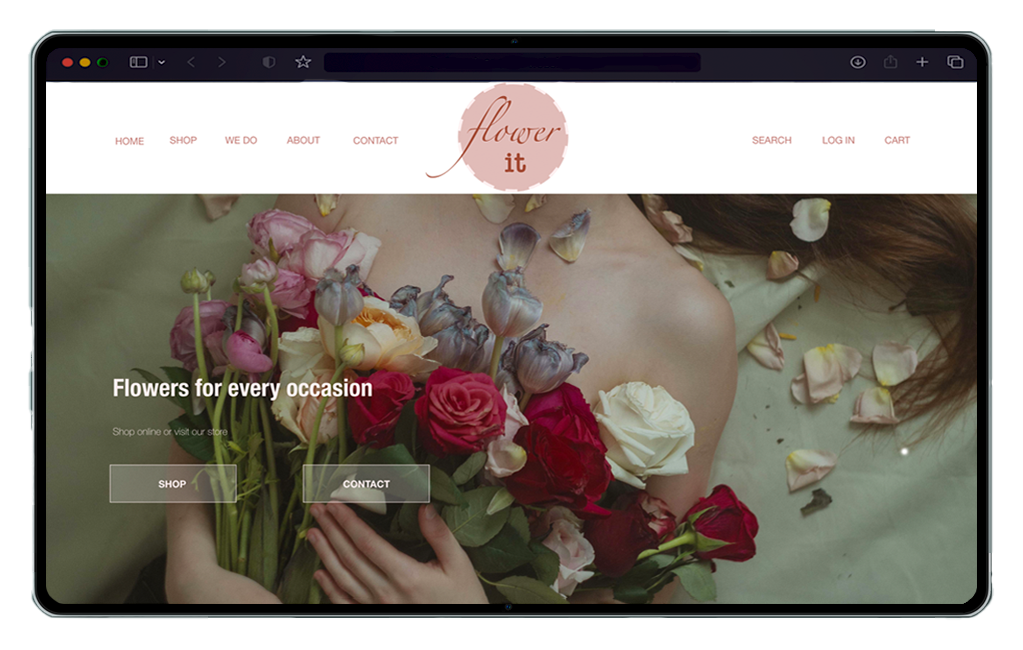 HOME SHOP WE DO ABOUT CONTACT
flower
it
SEARCH LOG IN CART
Flowers for every occasion
Shop online or visit our store
SHOP CONTACT